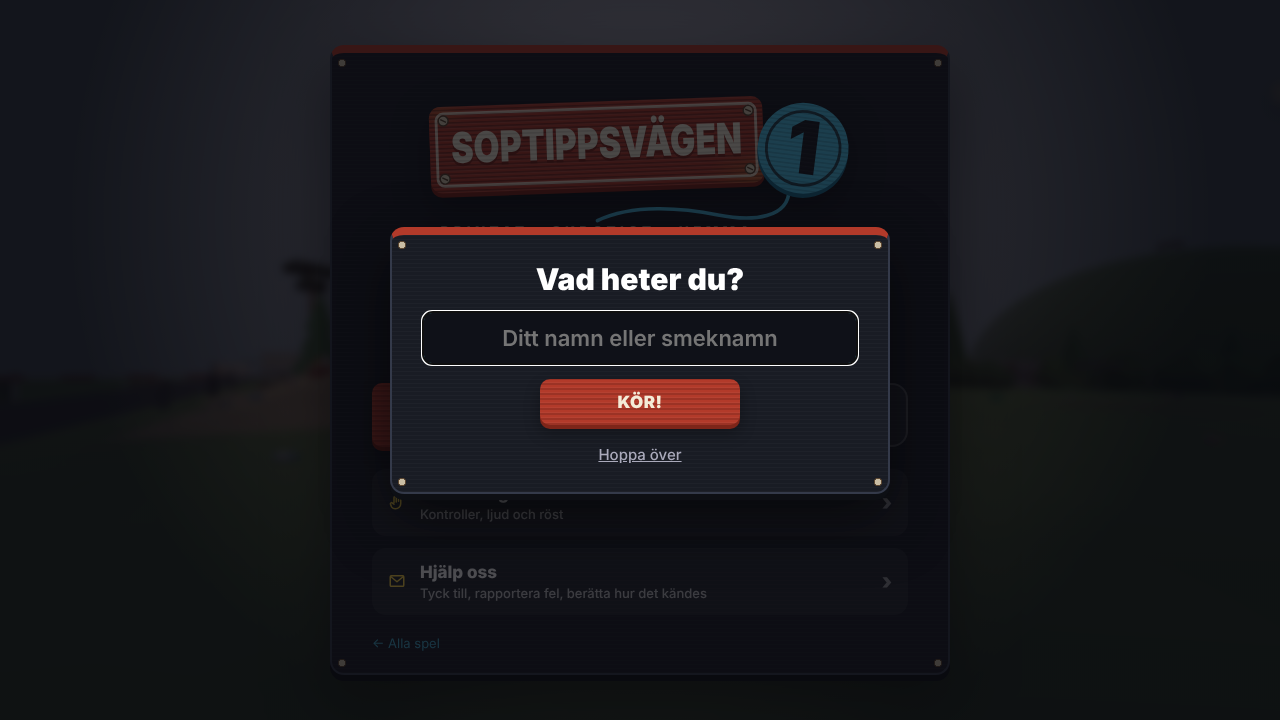 SOPTIPPSVÄGEN
1
Vad heter du?
Ditt namn eller smeknamn
KÖR!
Hoppa över
Kontroller, ljud och röst
Hjälp oss
Tyck till, rapportera fel, berätta hur det kändes
← Alla spel